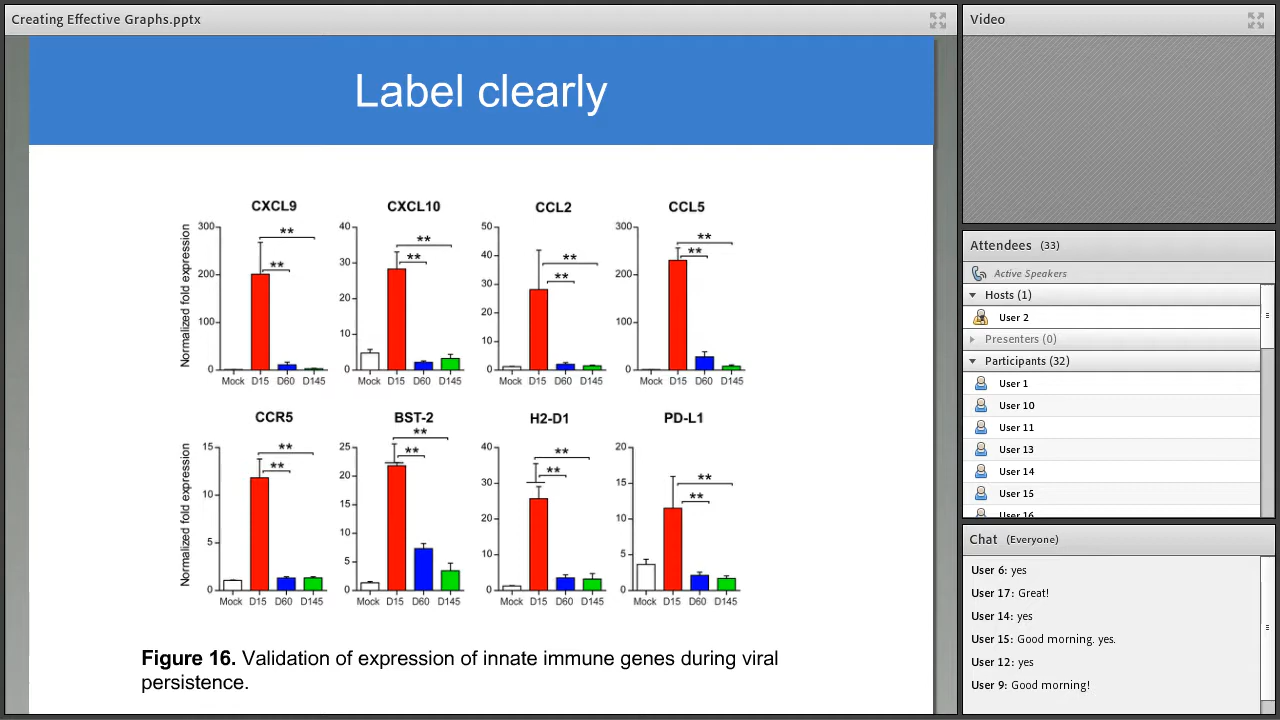 Creating Effective Graphs.pptx
Label clearly
CXCL9
CXCL10
CCL2
CCL5
Normalized fold expression
300
200
100
0
**
**
Mock D15 D60 D145
40
30
20
10
0
**
**
Mock D15 D60 D145
50
40
30
20
10
0
**
**
Mock D15 D60 D145
300
200
100
0
**
**
Mock D15 D60 D145
CCR5
BST-2
H2-D1
PD-L1
Normalized fold expression
15
10
5
0
**
**
Mock D15 D60 D145
25
20
15
10
5
0
**
**
Mock D15 D60 D145
40
30
20
10
0
**
**
Mock D15 D60 D145
20
15
10
5
0
**
**
Mock D15 D60 D145
Figure 16. Validation of expression of innate immune genes during viral
persistence.
Video
Attendees (33)
Active Speakers
Hosts (1)
User 2
Presenters (0)
Participants (32)
User 1
User 10
User 11
User 13
User 14
User 15
User 16
Chat (Everyone)
User 6: yes
User 17: Great!
User 14: yes
User 15: Good morning. yes.
User 12: yes
User 9: Good morning!